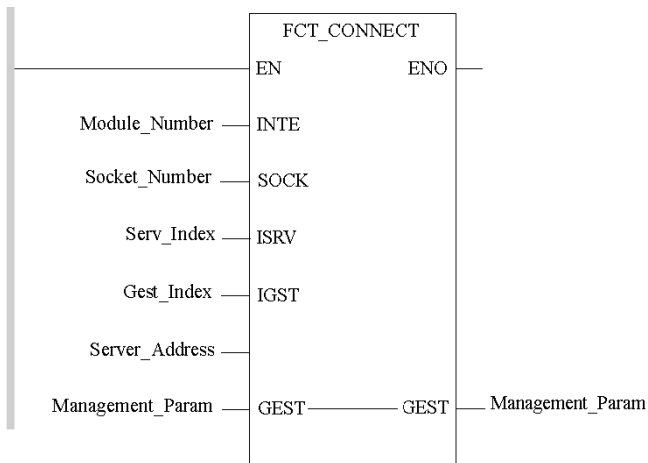 FCT_CONNECT
EN ENO
Module_Number INTE
Socket_Number SOCK
Serv_Index ISRV
Gest_Index IGST
Server_Address
Management_Param GEST GEST Management_Param